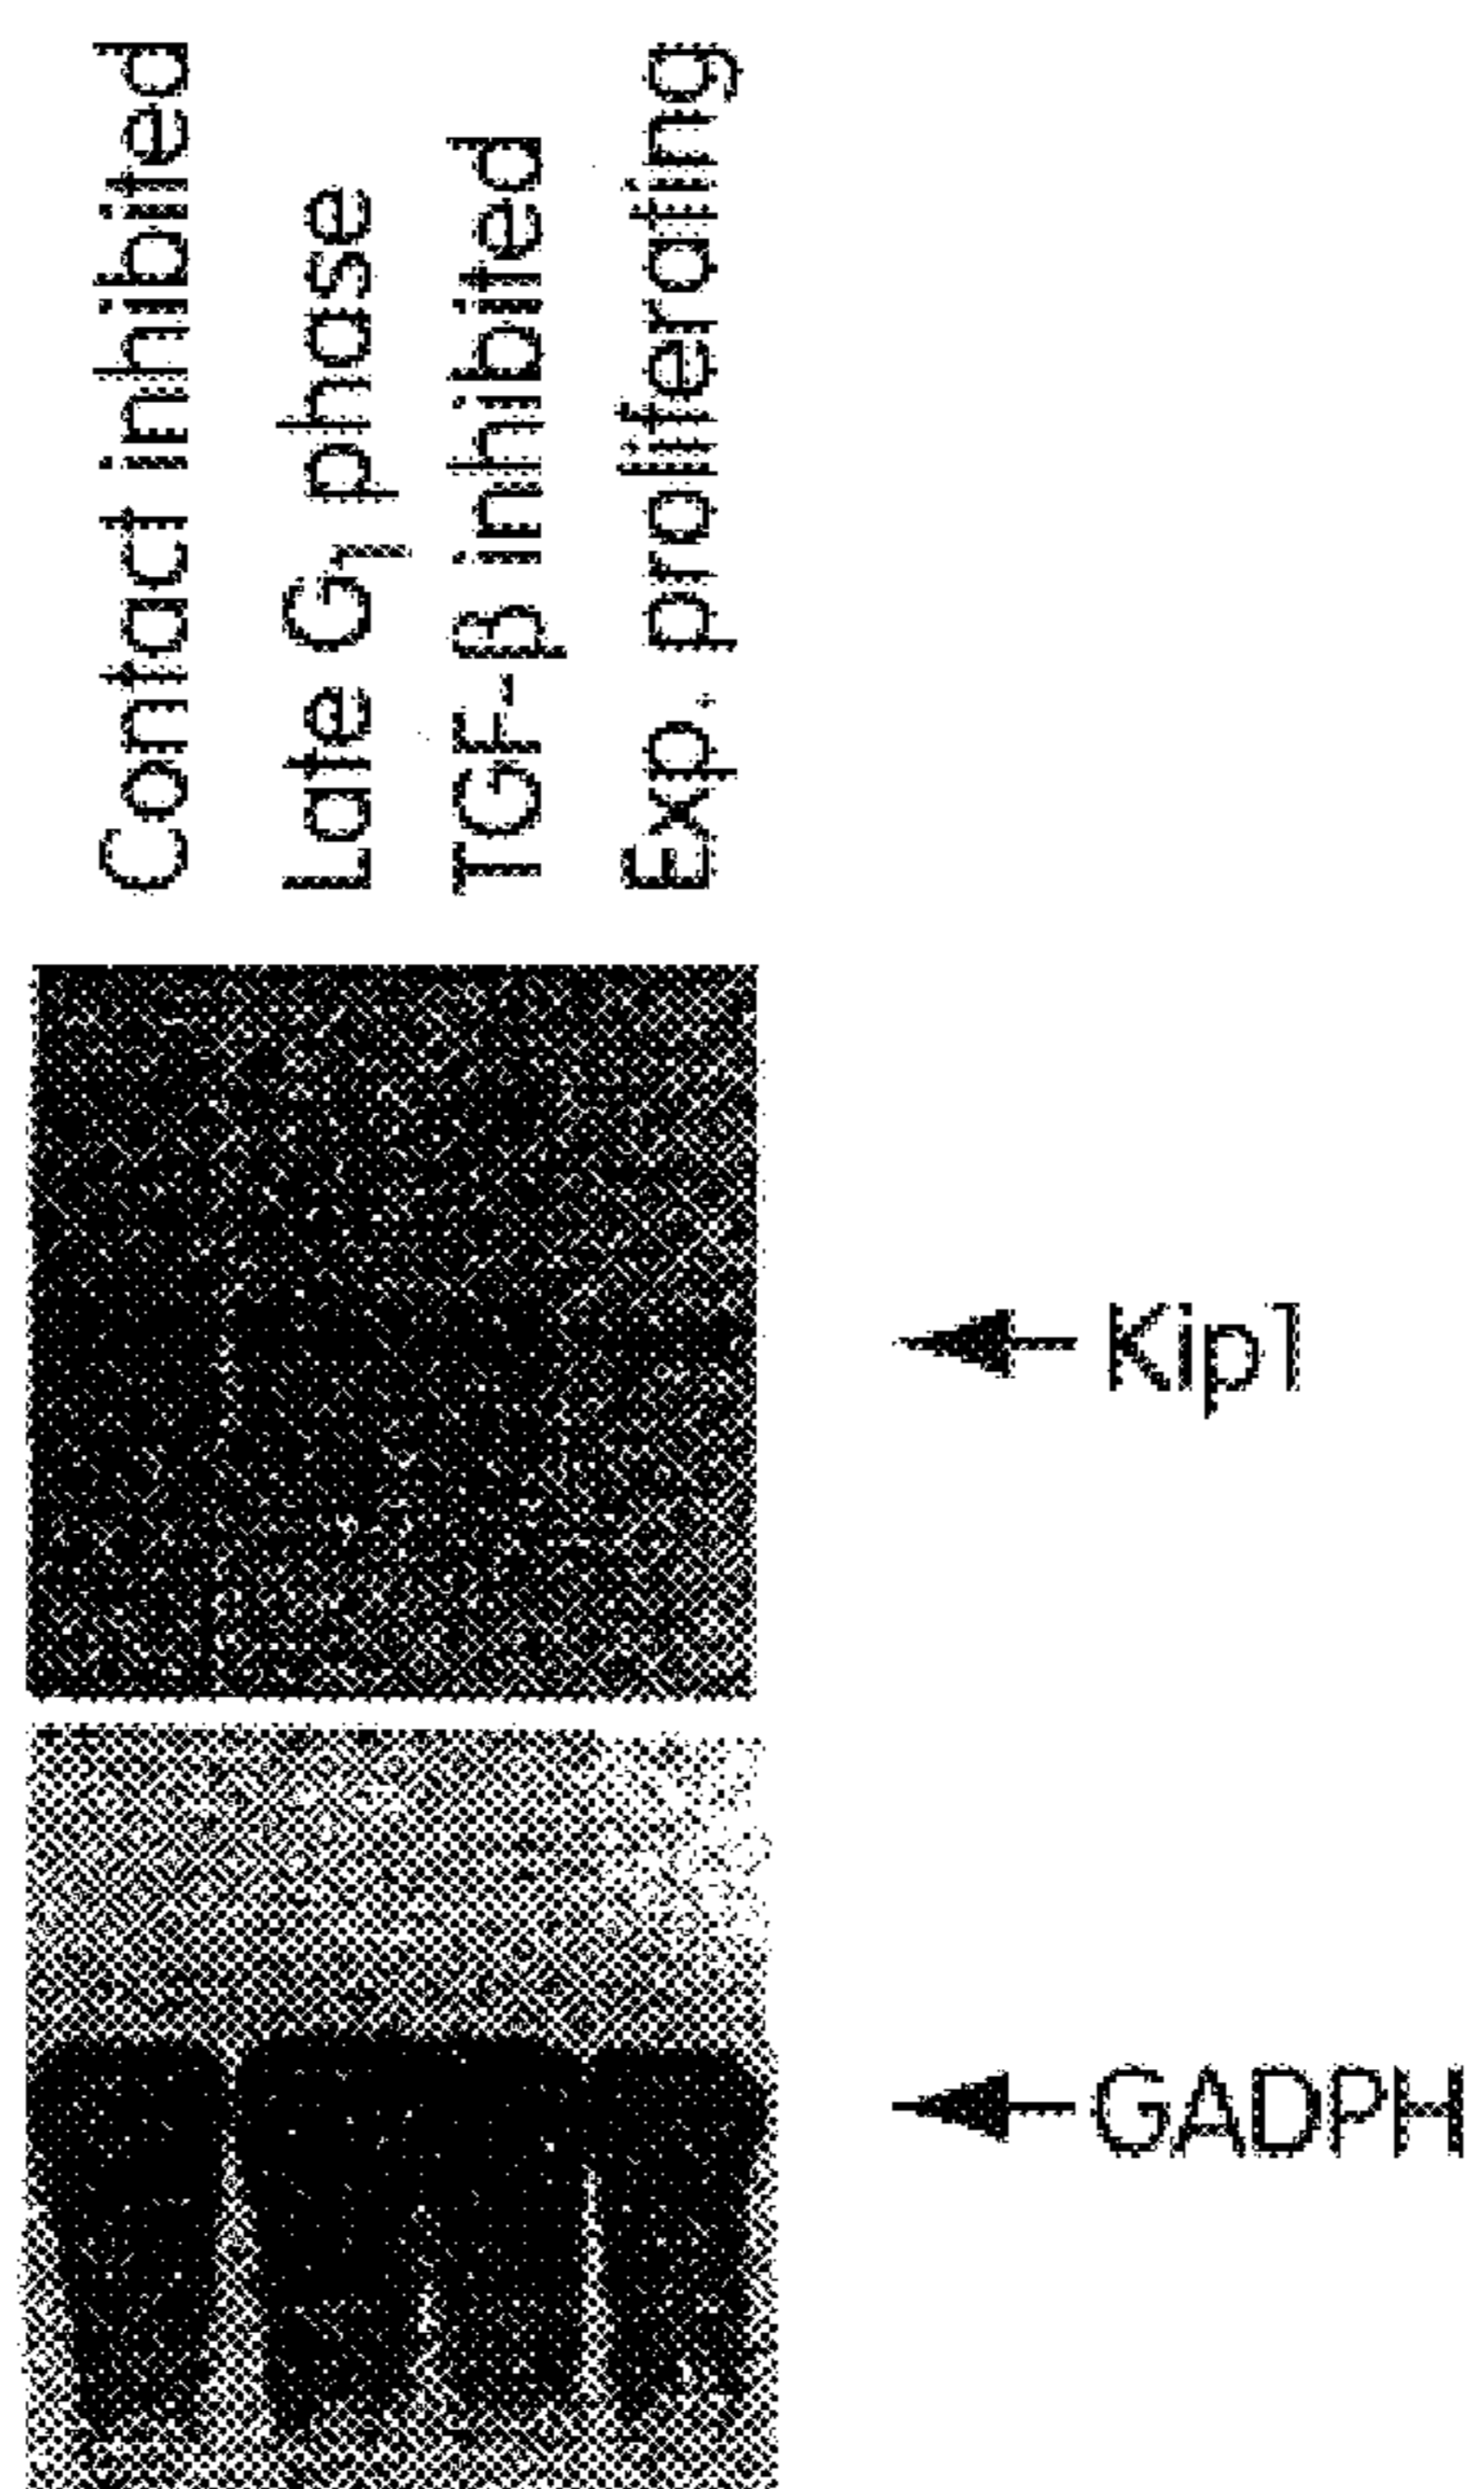 Contact inhibited
Late G₁ phase
TGF-β inhibited
Exp. proliferating
Kip1
GADPH